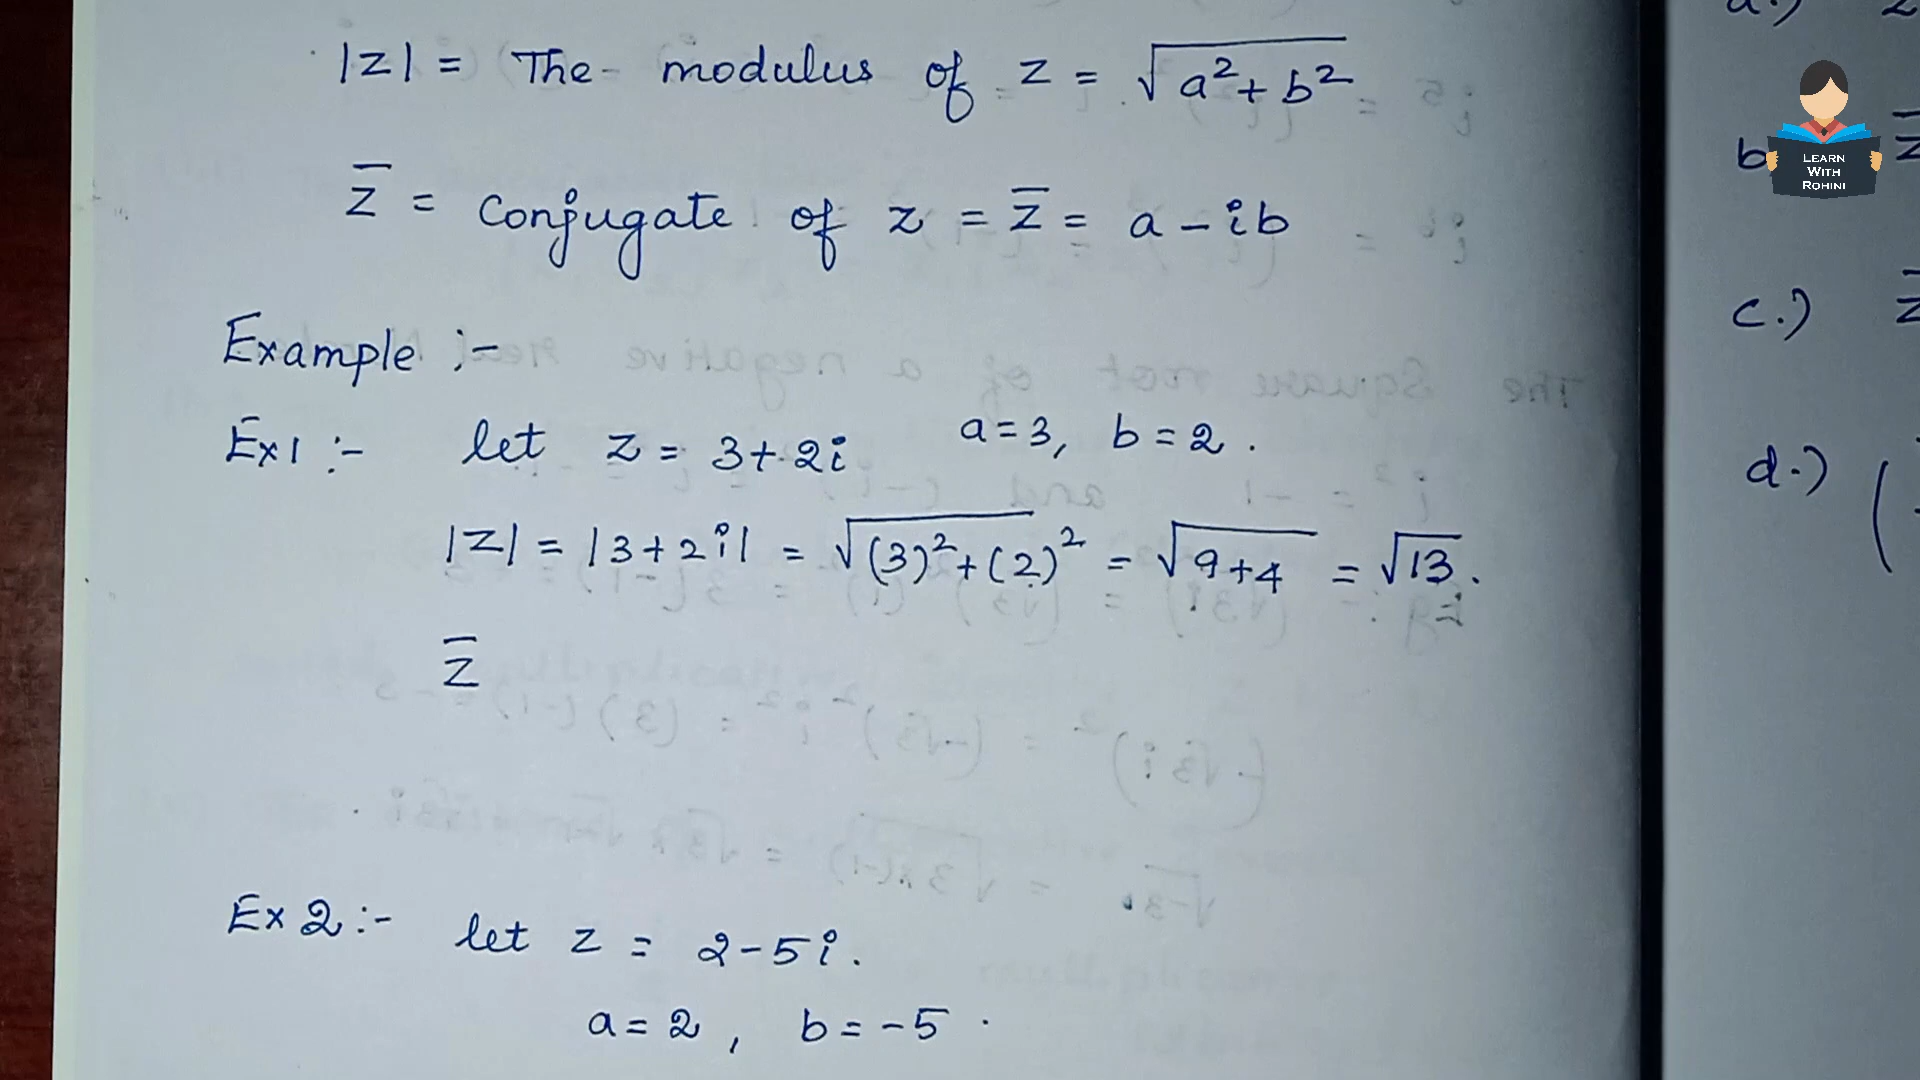 |z| = The modulus of z = √a²+b²
z̅ = conjugate of z = z̅ = a - ib
Example :-
Ex1 :- let z = 3+2i a=3, b=2.
|z| = |3+2i| = √(3)²+(2)² = √9+4 = √13.
z̅
Ex 2:- let z = 2-5i.
a=2, b=-5.
b
c.) z̅
d.) (
LEARN
WITH
ROHINI